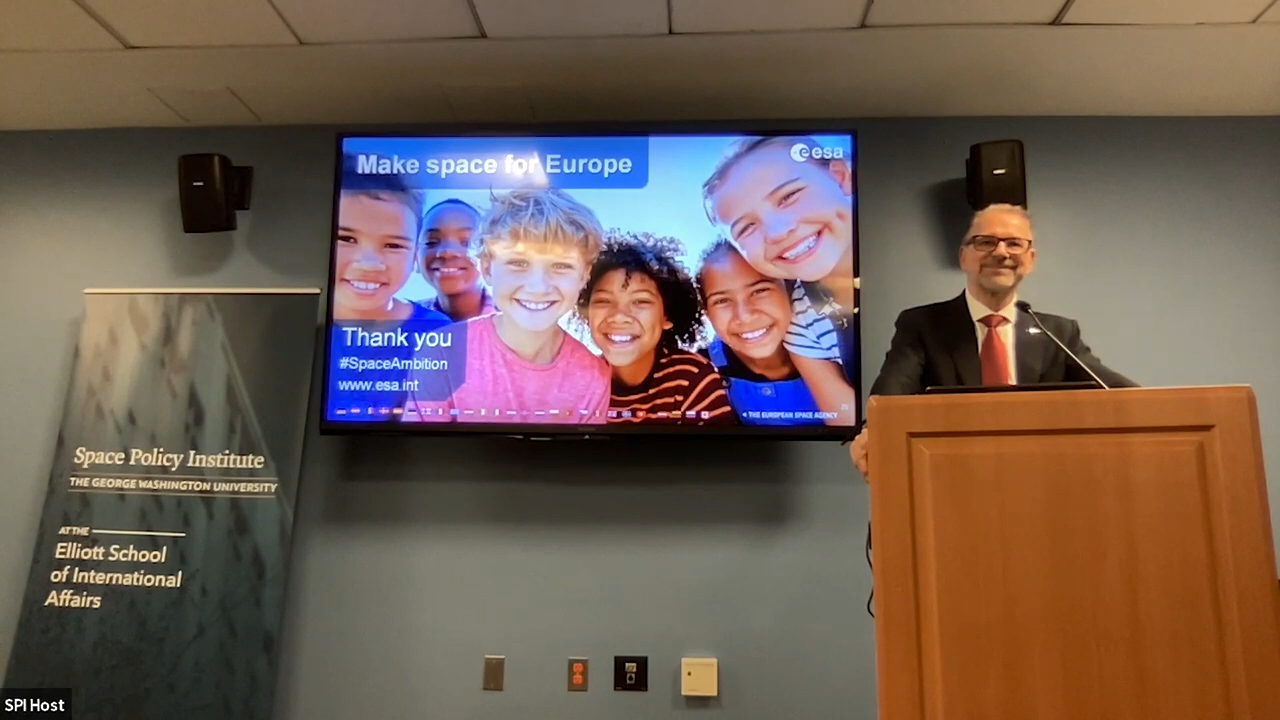 Make space for Europe
esa
Thank you
#SpaceAmbition
www.esa.int
THE EUROPEAN SPACE AGENCY
Space Policy Institute
THE GEORGE WASHINGTON UNIVERSITY
AT THE
Elliott School
of International
Affairs
SPI Host